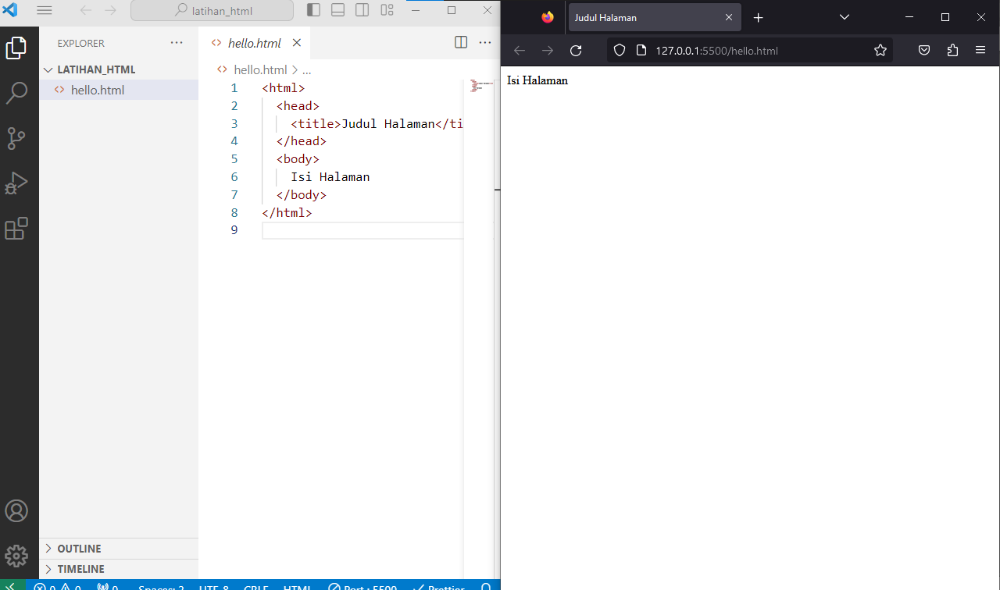 latihan_html
EXPLORER
LATIHAN_HTML
hello.html
OUTLINE
TIMELINE
hello.html
hello.html > ...
1 <html>
2 <head>
3 <title>Judul Halaman</ti
4 </head>
5 <body>
6 Isi Halaman
7 </body>
8 </html>
9
0 0 0 Spaces: 2 UTF-8 CRLF HTML Port : 5500 Prettier
Judul Halaman
127.0.0.1:5500/hello.html
Isi Halaman